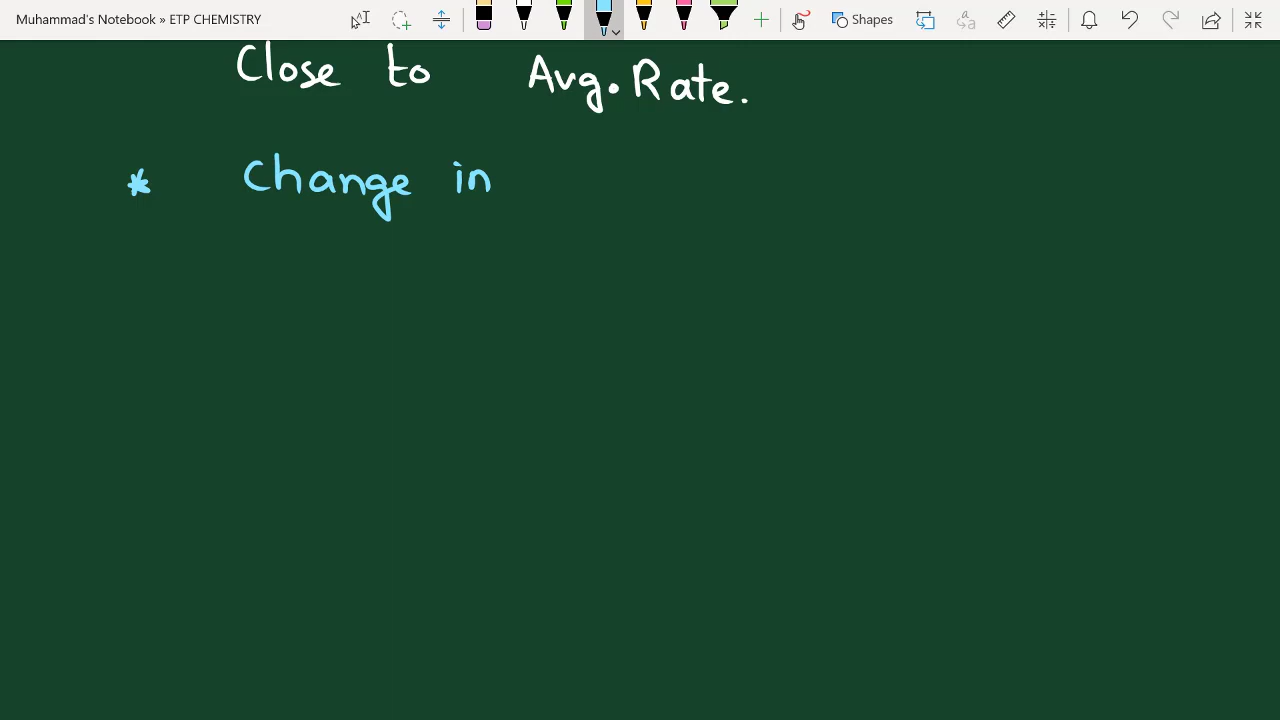 Muhammad's Notebook » ETP CHEMISTRY
Shapes
Close to Avg. Rate.
* Change in